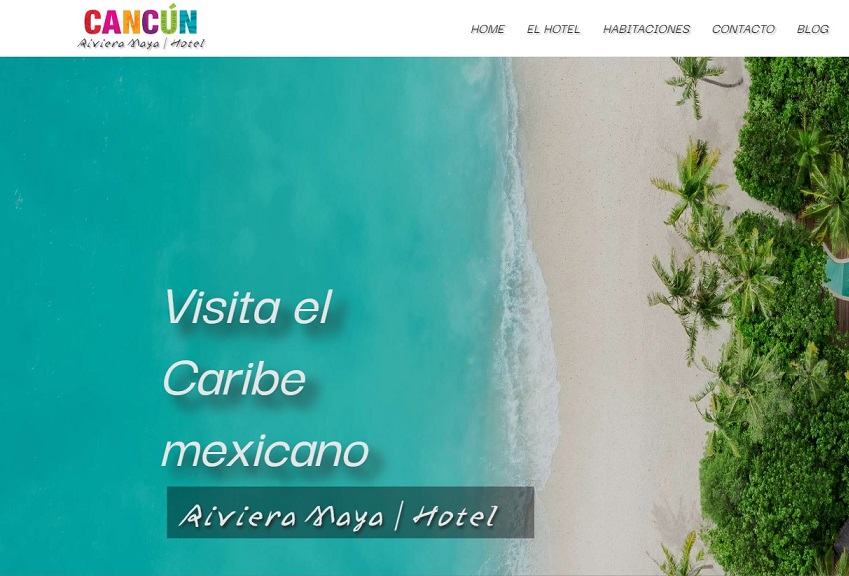 CANCÚN
Riviera Maya | Hotel
HOME EL HOTEL HABITACIONES CONTACTO BLOG
Visita el
Caribe
mexicano
Riviera Maya | Hotel